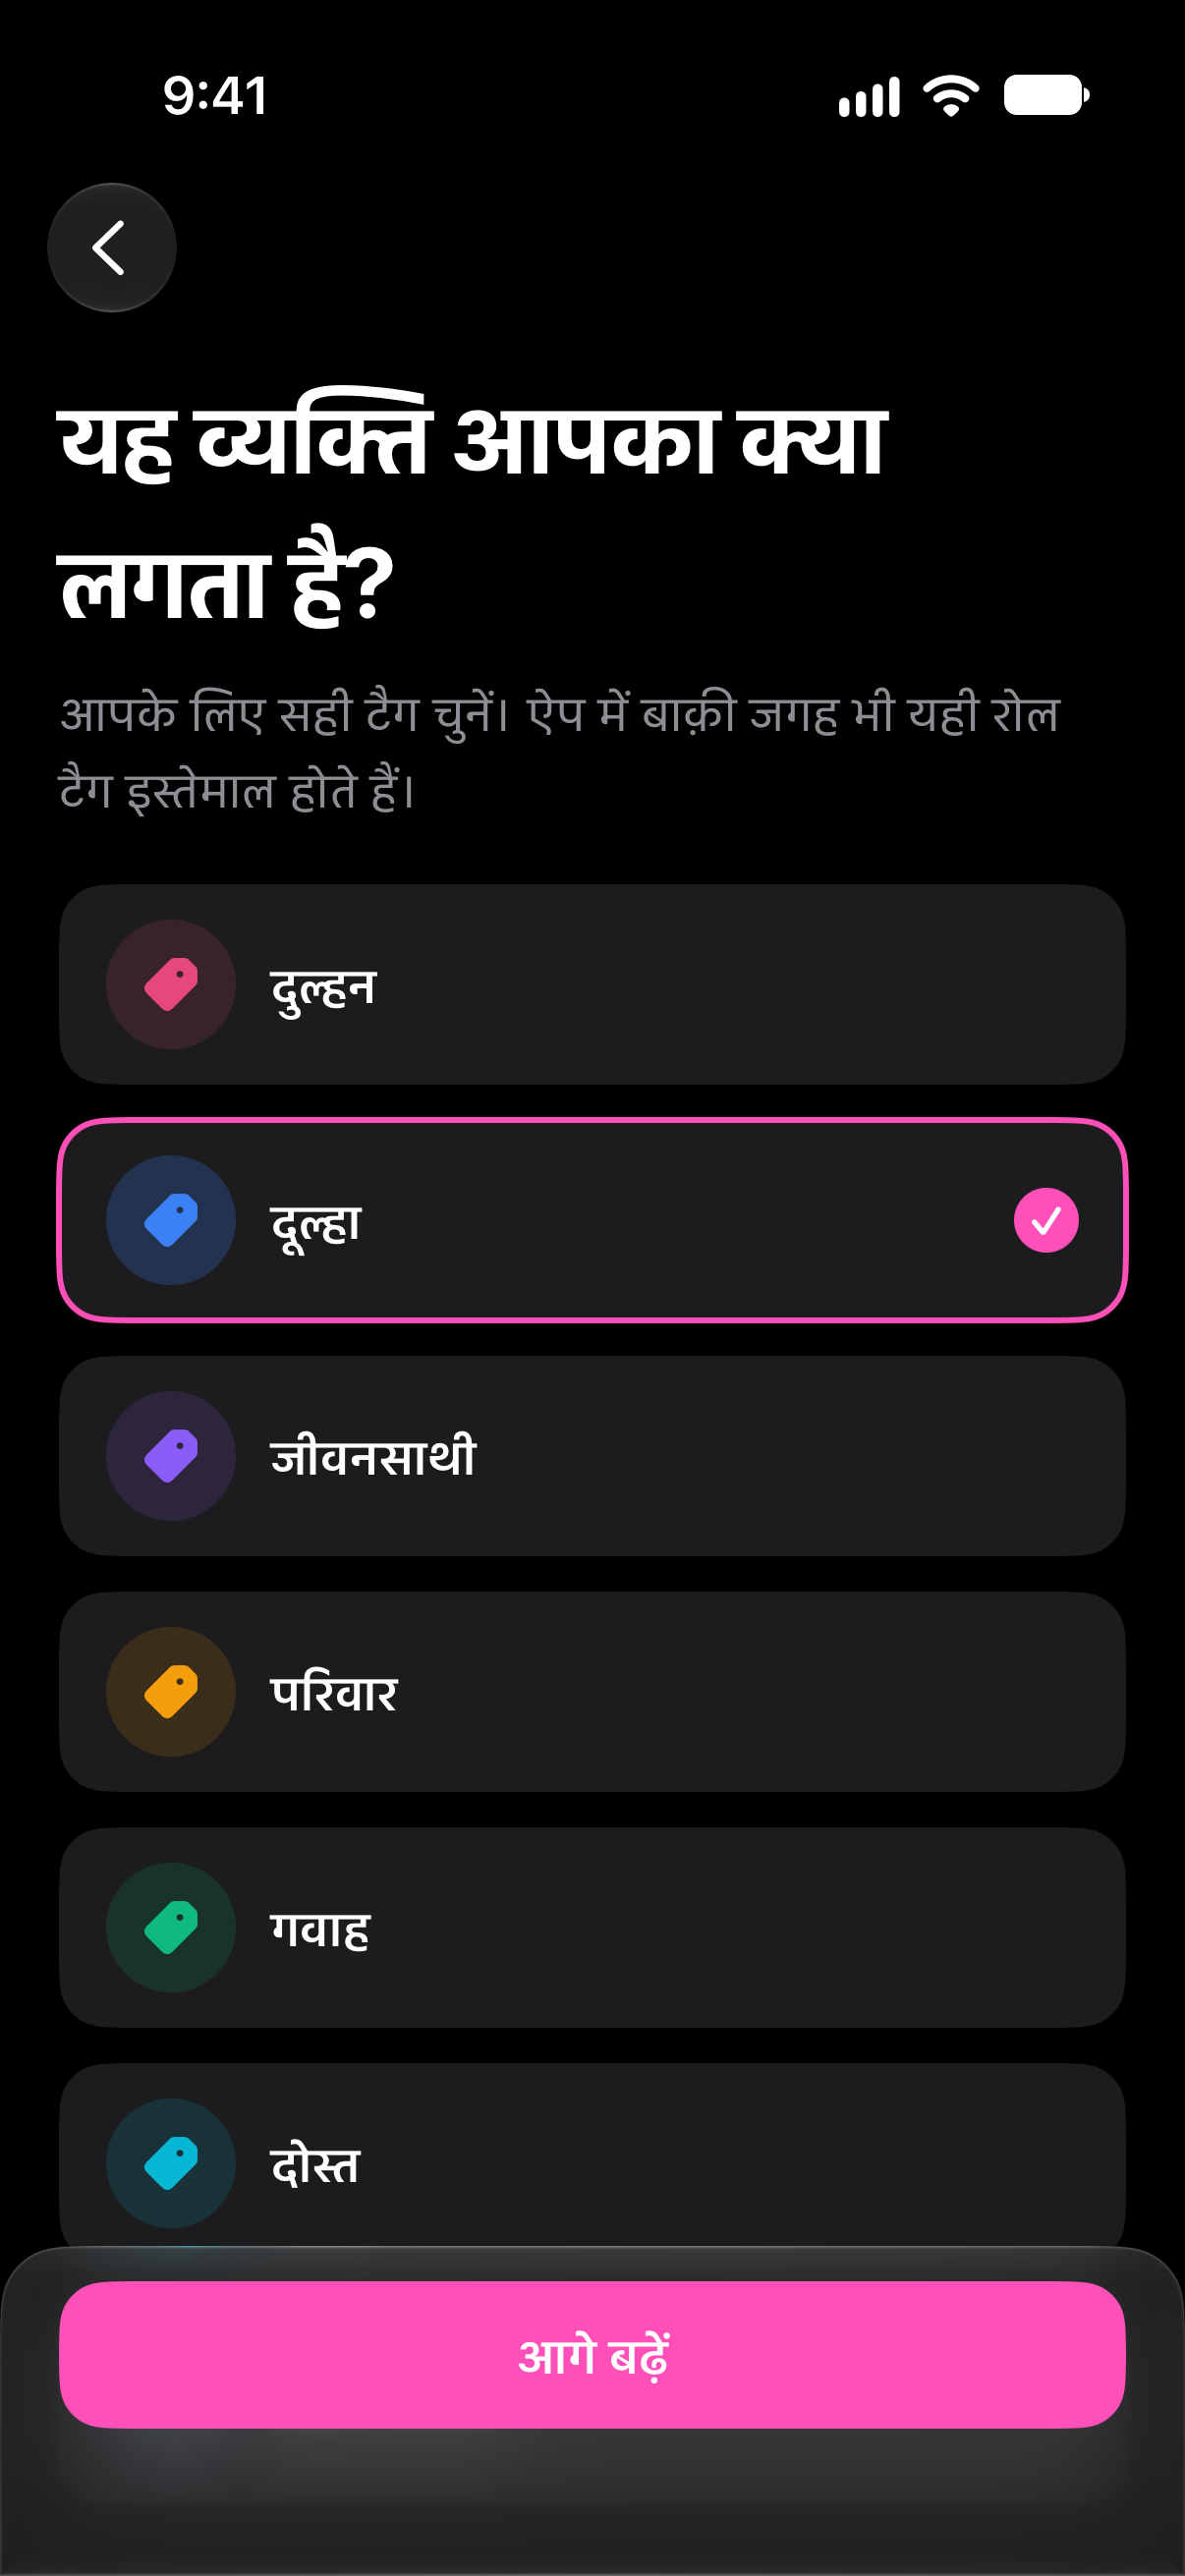 9:41
यह व्यक्ति आपका क्या
लगता है?
आपके लिए सही टैग चुनें। ऐप में बाक़ी जगह भी यही रोल
टैग इस्तेमाल होते हैं।
दुल्हन
दूल्हा
जीवनसाथी
परिवार
गवाह
दोस्त
आगे बढ़ें